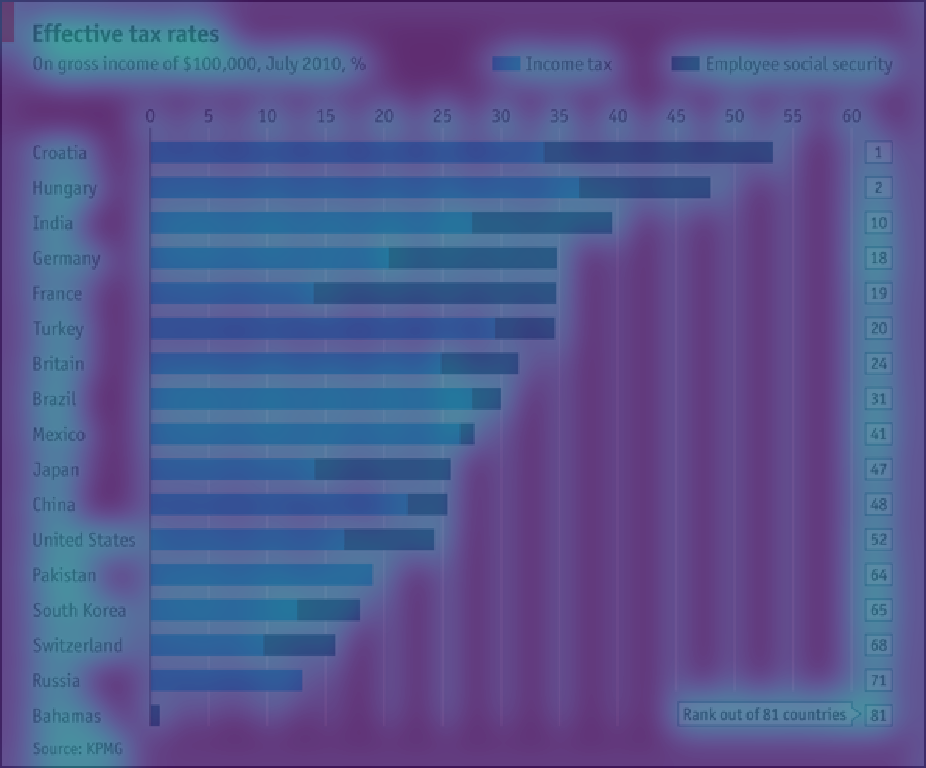 Effective tax rates
On gross income of $100,000, July 2010, %
Income tax
Employee social security
0 5 10 15 20 25 30 35 40 45 50 55 60
Croatia 1
Hungary 2
India 10
Germany 18
France 19
Turkey 20
Britain 24
Brazil 31
Mexico 41
Japan 47
China 48
United States 52
Pakistan 64
South Korea 65
Switzerland 68
Russia 71
Bahamas Rank out of 81 countries 81
Source: KPMG